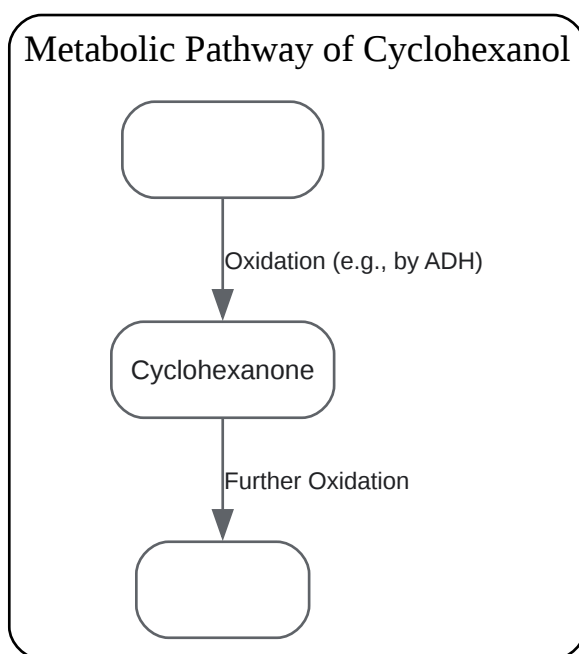 Metabolic Pathway of Cyclohexanol
Oxidation (e.g., by ADH)
Cyclohexanone
Further Oxidation